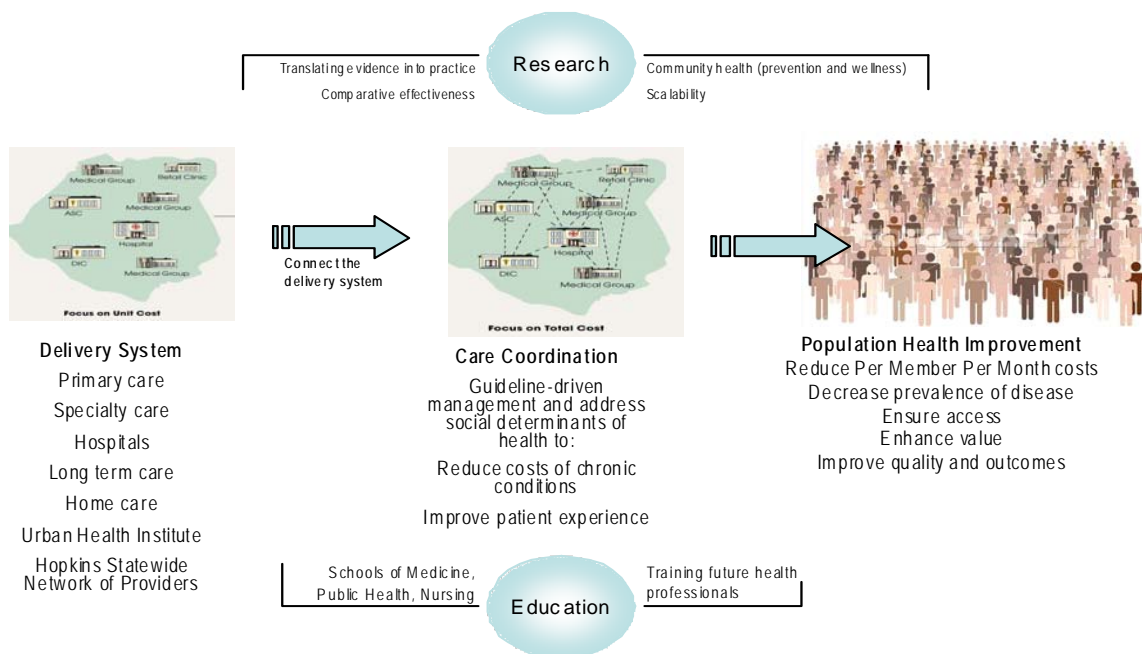 Research
Translating evidence into practice
Comparative effectiveness
Community health (prevention and wellness)
Scalability
Medical Group
Retail Clinic
ASC
Medical Group
Hospital
DIC
Medical Group
Focus on Unit Cost
Connect the
delivery system
Medical Group
Retail Clinic
ASC
Medical Group
Hospital
DIC
Medical Group
Focus on Total Cost
Delivery System
Primary care
Specialty care
Hospitals
Long term care
Home care
Urban Health Institute
Hopkins Statewide
Network of Providers
Care Coordination
Guideline-driven
management and address
social determinants of
health to:
Reduce costs of chronic
conditions
Improve patient experience
Population Health Improvement
Reduce Per Member Per Month costs
Decrease prevalence of disease
Ensure access
Enhance value
Improve quality and outcomes
Schools of Medicine,
Public Health, Nursing
Education
Training future health
professionals